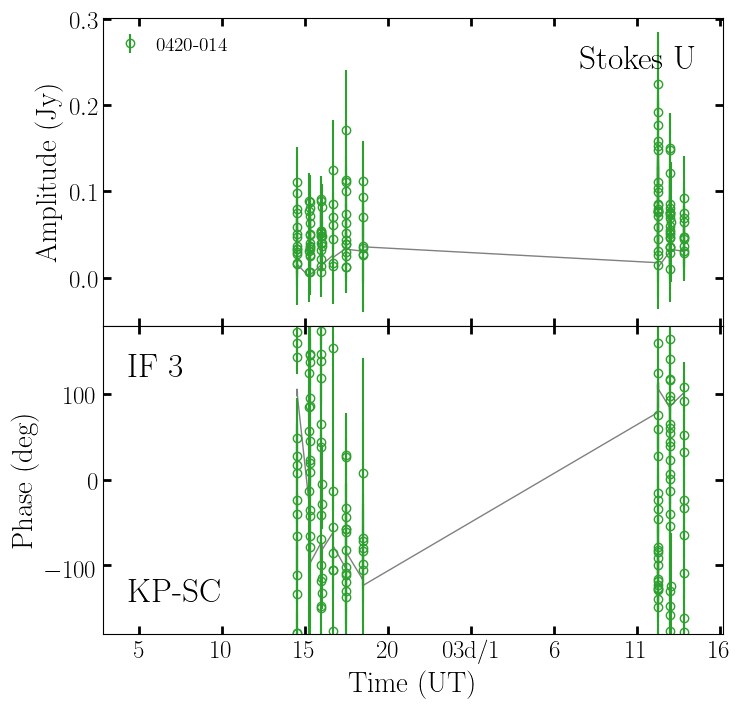 0420-014
Stokes U
Amplitude (Jy)
0.3
0.2
0.1
0.0
IF 3
KP-SC
Phase (deg)
100
0
−100
5 10 15 20 03d/1 6 11 16
Time (UT)